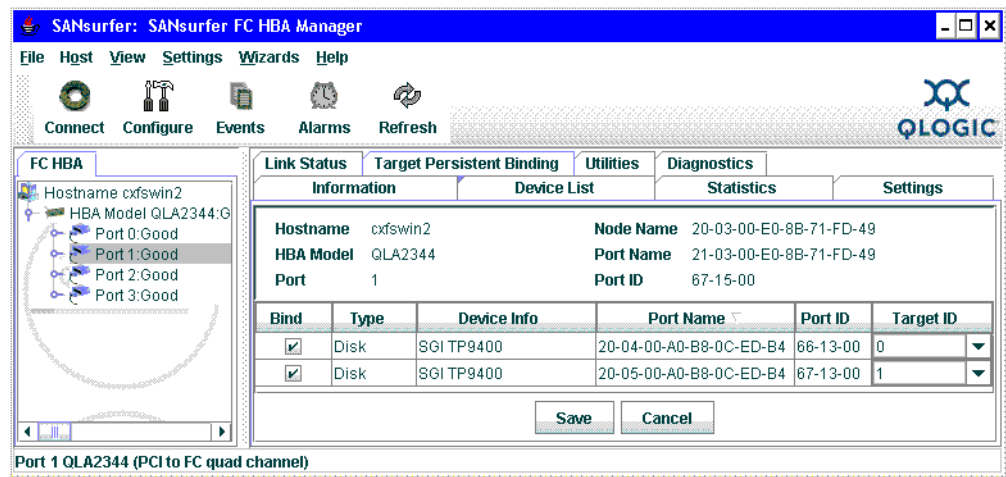 SANsurfer: SANsurfer FC HBA Manager
File Host View Settings Wizards Help
Connect Configure Events Alarms Refresh
QLOGIC
FC HBA
Hostname cxfswin2
HBA Model QLA2344:G
Port 0:Good
Port 1:Good
Port 2:Good
Port 3:Good
Link Status Target Persistent Binding Utilities Diagnostics
Information Device List Statistics Settings
Hostname cxfswin2 Node Name 20-03-00-E0-8B-71-FD-49
HBA Model QLA2344 Port Name 21-03-00-E0-8B-71-FD-49
Port 1 Port ID 67-15-00
Bind Type Device Info Port Name Port ID Target ID
Disk SGI TP9400 20-04-00-A0-B8-0C-ED-B4 66-13-00 0
Disk SGI TP9400 20-05-00-A0-B8-0C-ED-B4 67-13-00 1
Save Cancel
Port 1 QLA2344 (PCI to FC quad channel)